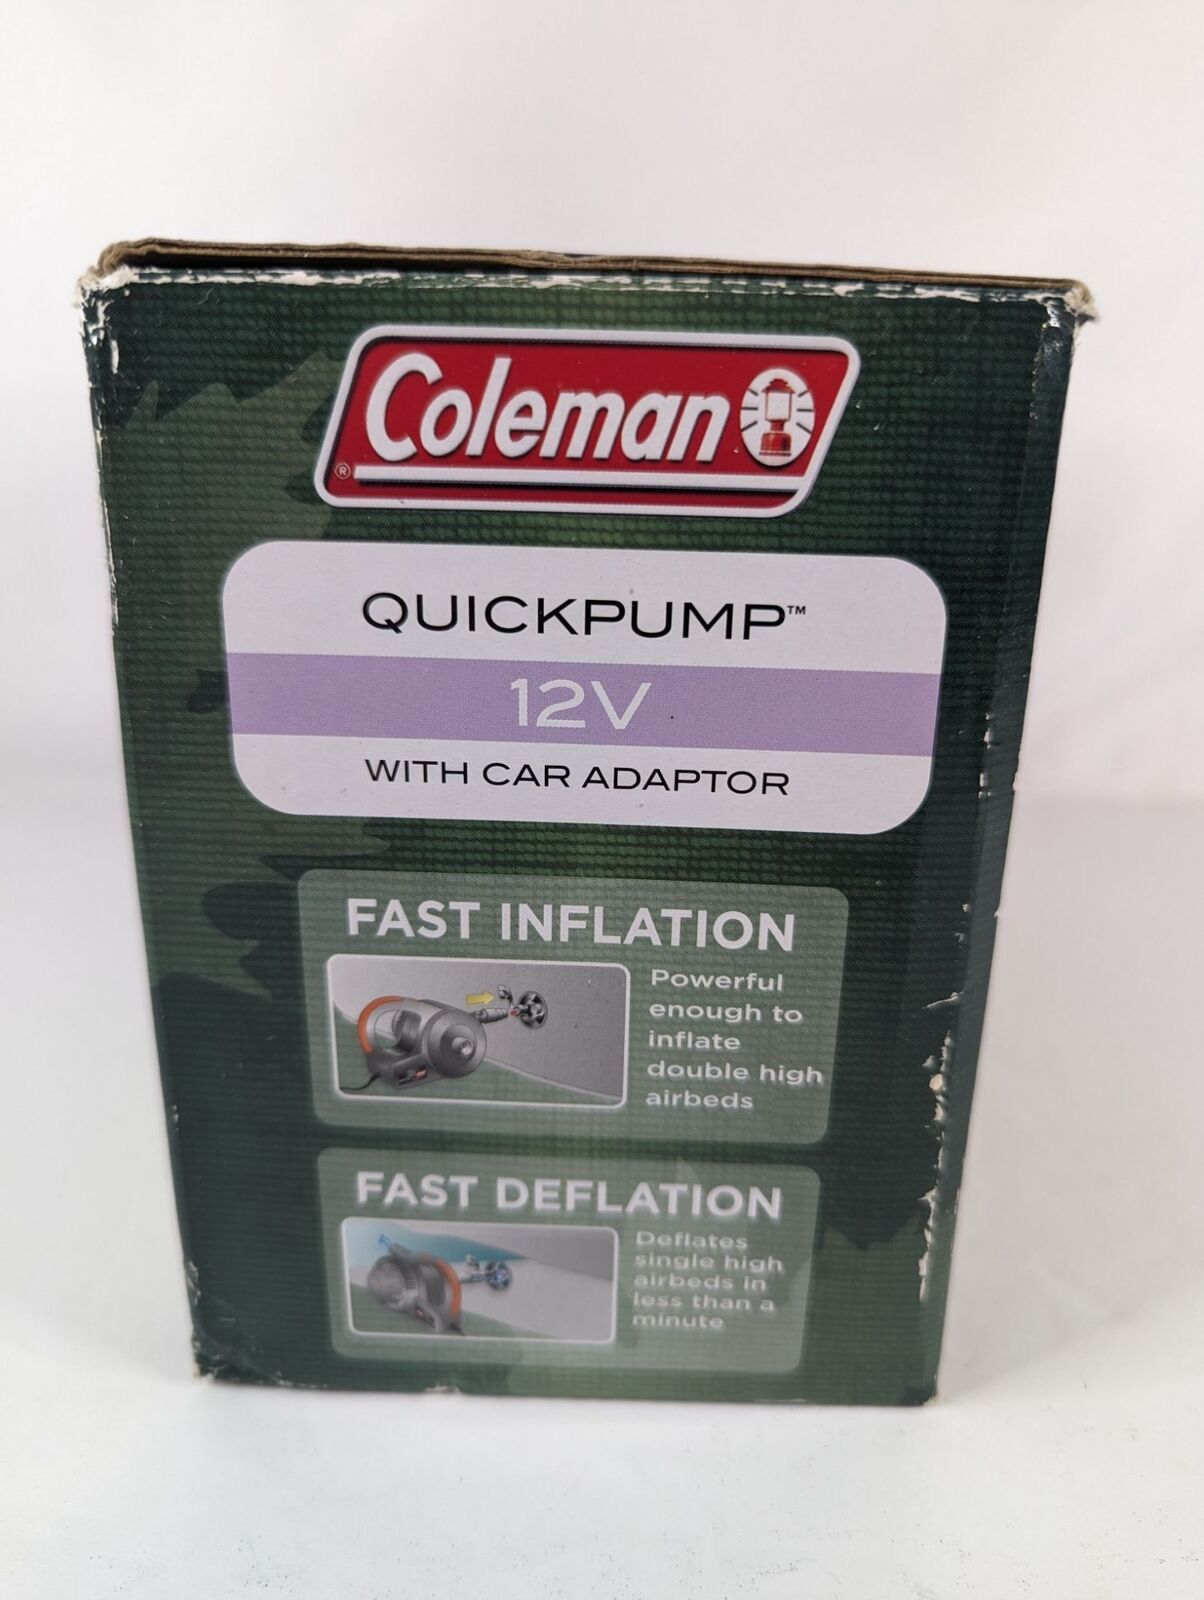 Coleman
®
QUICKPUMP™
12V
WITH CAR ADAPTOR
FAST INFLATION
Powerful
enough to
inflate
double high
airbeds
FAST DEFLATION
Deflates
single high
airbeds in
less than a
minute